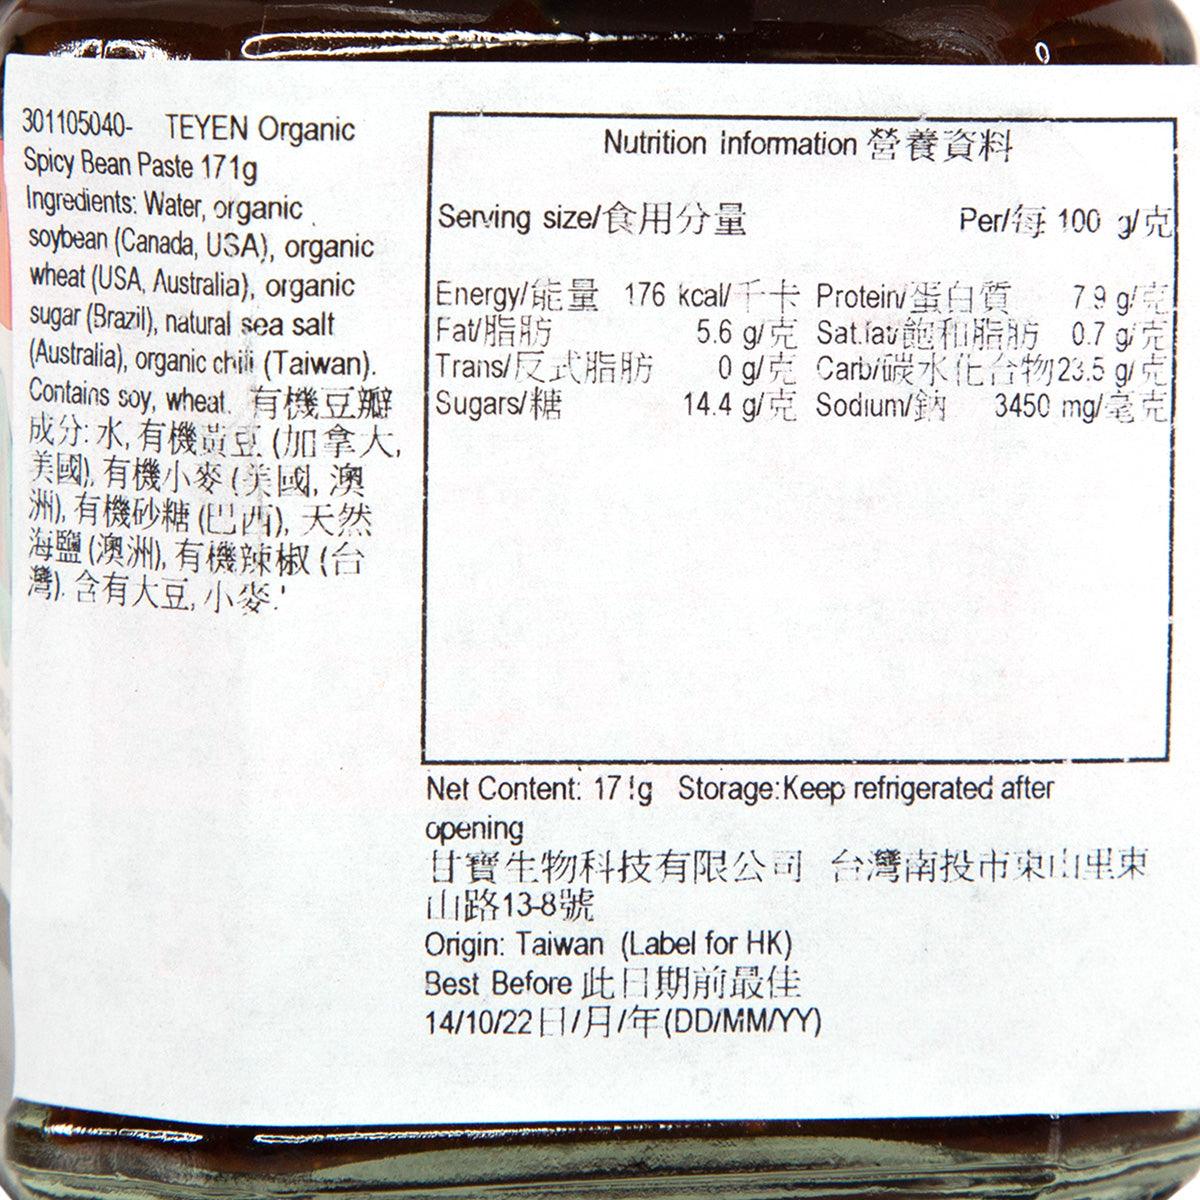 301105040- TEYEN Organic
Spicy Bean Paste 171g
Ingredients: Water, organic
soybean (Canada, USA), organic
wheat (USA, Australia), organic
sugar (Brazil), natural sea salt
(Australia), organic chili (Taiwan).
Contains soy, wheat. 有機豆瓣
成分: 水, 有機黃豆 (加拿大,
美國), 有機小麥 (美國, 澳
洲), 有機砂糖 (巴西), 天然
海鹽 (澳洲), 有機辣椒 (台
灣). 含有大豆, 小麥.
Nutrition Information 營養資料
Serving size/食用分量 Per/每 100 g/克
Energy/能量 176 kcal/千卡 Protein/蛋白質 7.9 g/克
Fat/脂肪 5.6 g/克 Sat.fat/飽和脂肪 0.7 g/克
Trans/反式脂肪 0 g/克 Carb/碳水化合物 23.5 g/克
Sugars/糖 14.4 g/克 Sodium/鈉 3450 mg/毫克
Net Content: 171g Storage:Keep refrigerated after
opening
甘寶生物科技有限公司 台灣南投市東山里東
山路13-8號
Origin: Taiwan (Label for HK)
Best Before 此日期前最佳
14/10/22日/月/年(DD/MM/YY)